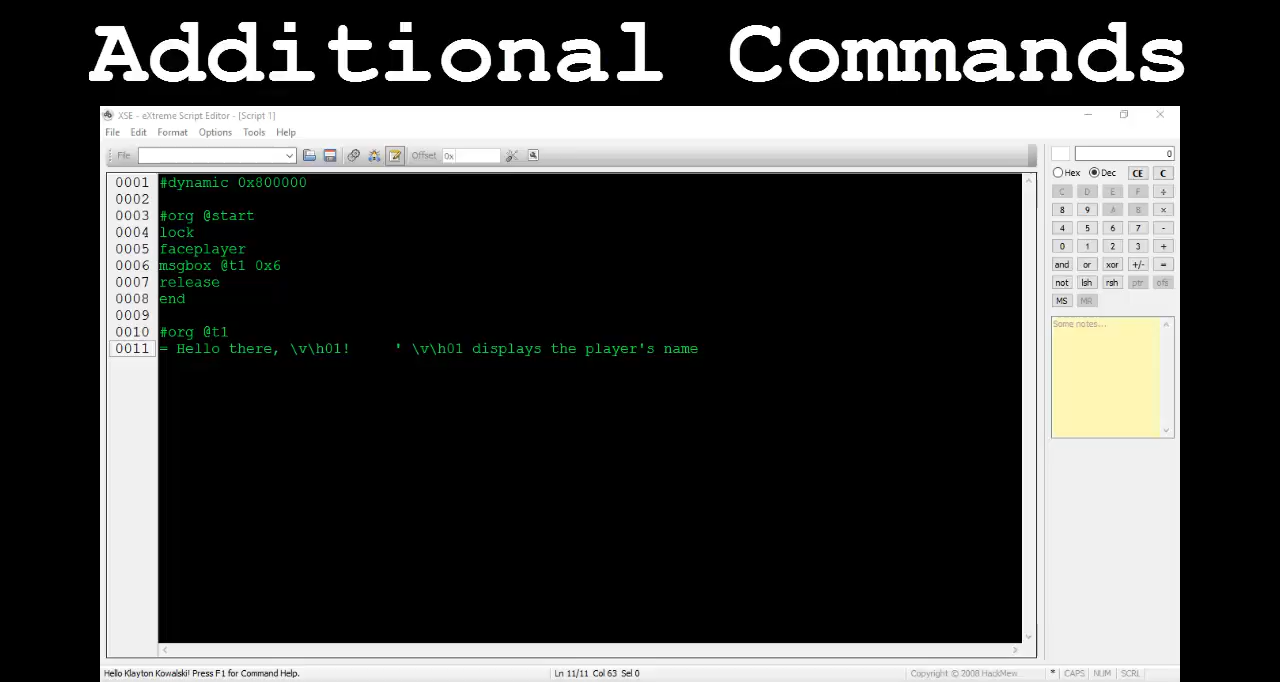 Additional Commands
XSE - eXtreme Script Editor - [Script 1]
File Edit Format Options Tools Help
File Offset 0x
0
Hex Dec CE C
C D E F ÷
8 9 A B ×
4 5 6 7 -
0 1 2 3 +
and or xor +/- =
not lsh rsh ptr ofs
MS MR
Some notes...
0001 #dynamic 0x800000
0002
0003 #org @start
0004 lock
0005 faceplayer
0006 msgbox @t1 0x6
0007 release
0008 end
0009
0010 #org @t1
0011 = Hello there, \v\h01! ' \v\h01 displays the player's name
Hello Klayton Kowalski! Press F1 for Command Help. Ln 11/11 Col 63 Sel 0 Copyright © 2008 HackMew * CAPS NUM SCRL